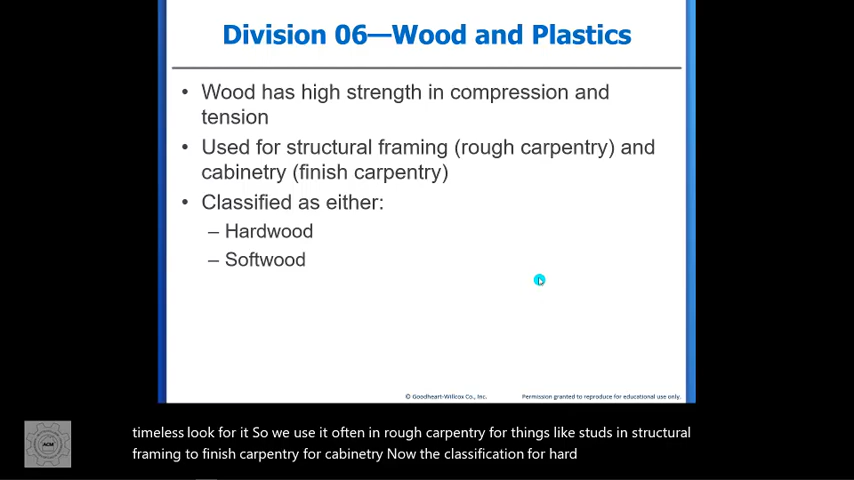 Division 06—Wood and Plastics
• Wood has high strength in compression and
tension
• Used for structural framing (rough carpentry) and
cabinetry (finish carpentry)
• Classified as either:
– Hardwood
– Softwood
© Goodheart-Willcox Co., Inc. Permission granted to reproduce for educational use only.
timeless look for it So we use it often in rough carpentry for things like studs in structural
framing to finish carpentry for cabinetry Now the classification for hard
ACM